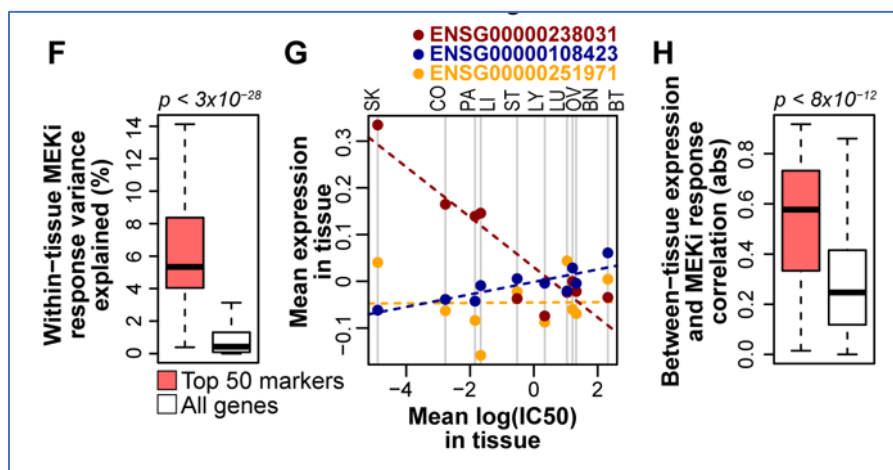 F
p < 3x10⁻²⁸
Within-tissue MEKi
response variance
explained (%)
14
12
10
8
6
4
2
0
Top 50 markers
All genes
G
ENSG00000238031
ENSG00000108423
ENSG00000251971
SK
CO
PA
LI
ST
LY
LU
OV
BN
BT
Mean expression
in tissue
0.3
0.2
0.1
0
−0.1
−4
−2
0
2
Mean log(IC50)
in tissue
H
p < 8x10⁻¹²
Between-tissue expression
and MEKi response
correlation (abs)
0.8
0.6
0.4
0.2
0.0